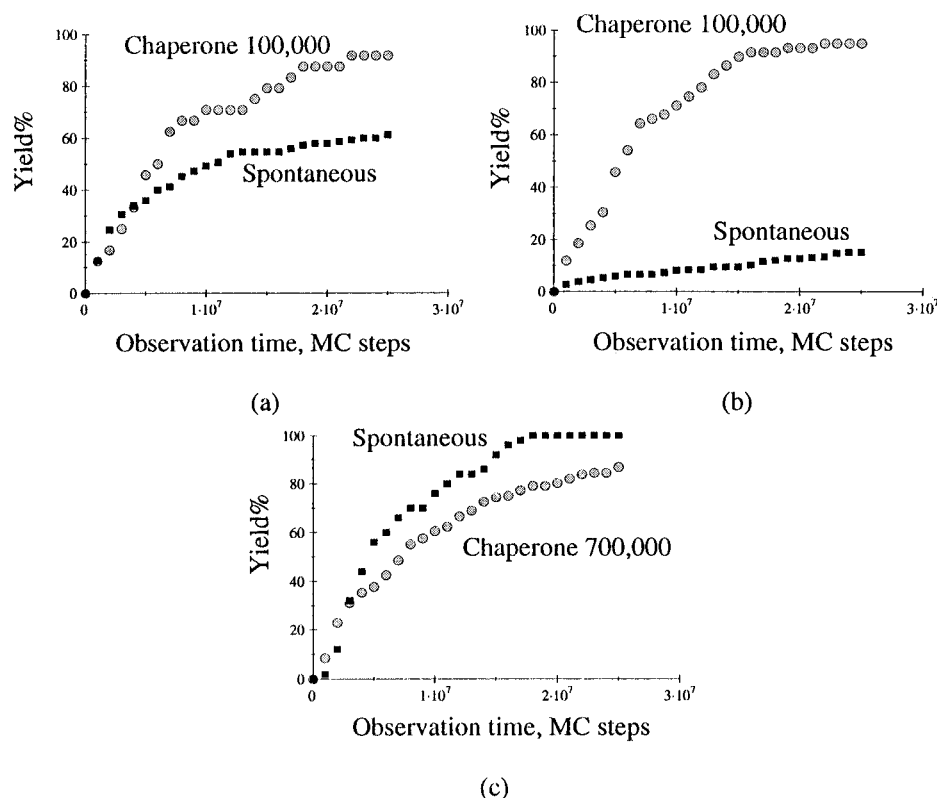 Chaperone 100,000
100
80
60
40
20
0
Yield%
Spontaneous
0
1·10⁷
2·10⁷
3·10⁷
Observation time, MC steps
(a)
Chaperone 100,000
100
80
60
40
20
0
Yield%
Spontaneous
0
1·10⁷
2·10⁷
3·10⁷
Observation time, MC steps
(b)
Spontaneous
100
80
60
40
20
0
Yield%
Chaperone 700,000
0
1·10⁷
2·10⁷
3·10⁷
Observation time, MC steps
(c)